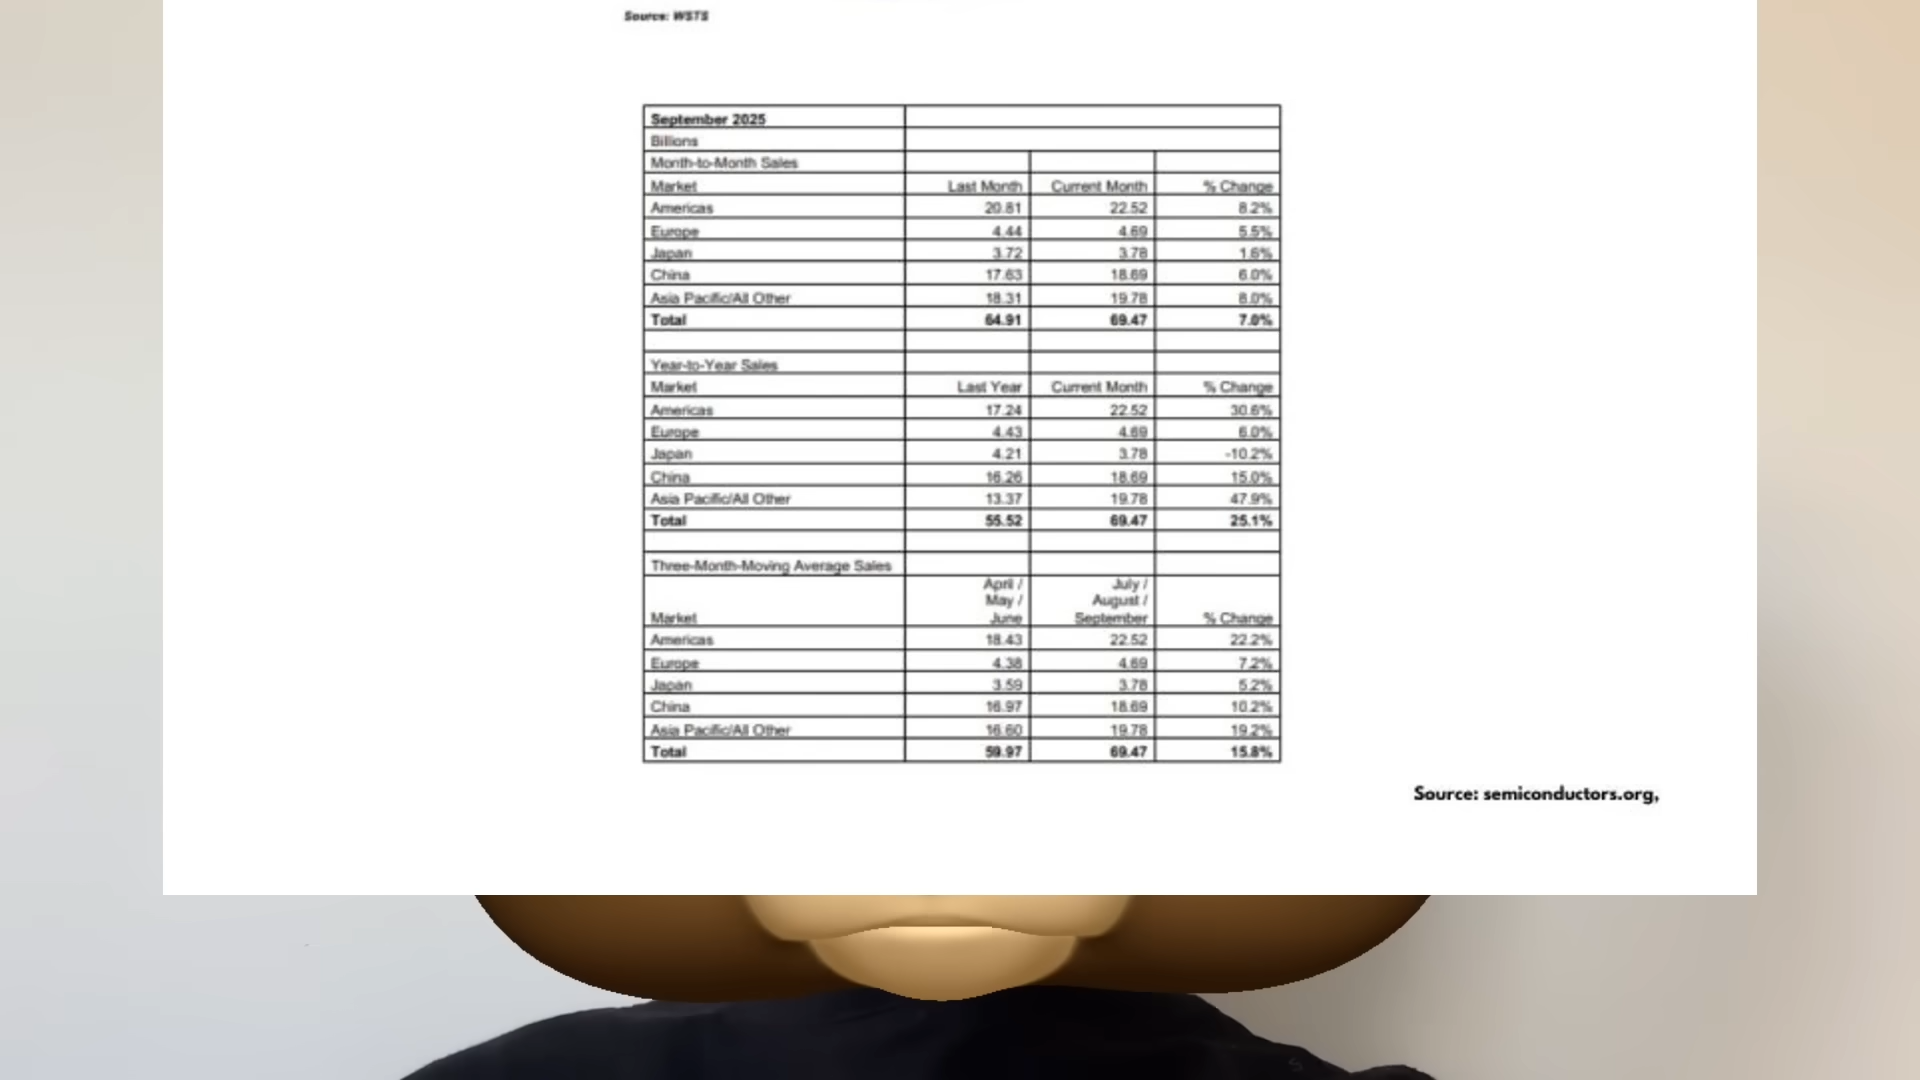 Source: WSTS
September 2025
Billions
Month-to-Month Sales
Market Last Month Current Month % Change
Americas 20.81 22.52 8.2%
Europe 4.44 4.69 5.5%
Japan 3.72 3.78 1.6%
China 17.63 18.69 6.0%
Asia Pacific/All Other 18.31 19.78 8.0%
Total 64.91 69.47 7.0%
Year-to-Year Sales
Market Last Year Current Month % Change
Americas 17.24 22.52 30.6%
Europe 4.43 4.69 6.0%
Japan 4.21 3.78 -10.2%
China 16.26 18.69 15.0%
Asia Pacific/All Other 13.37 19.78 47.9%
Total 55.52 69.47 25.1%
Three-Month-Moving Average Sales
April / July /
May / August /
Market June September % Change
Americas 18.43 22.52 22.2%
Europe 4.38 4.69 7.2%
Japan 3.59 3.78 5.2%
China 16.97 18.69 10.2%
Asia Pacific/All Other 16.60 19.78 19.2%
Total 59.97 69.47 15.8%
Source: semiconductors.org,